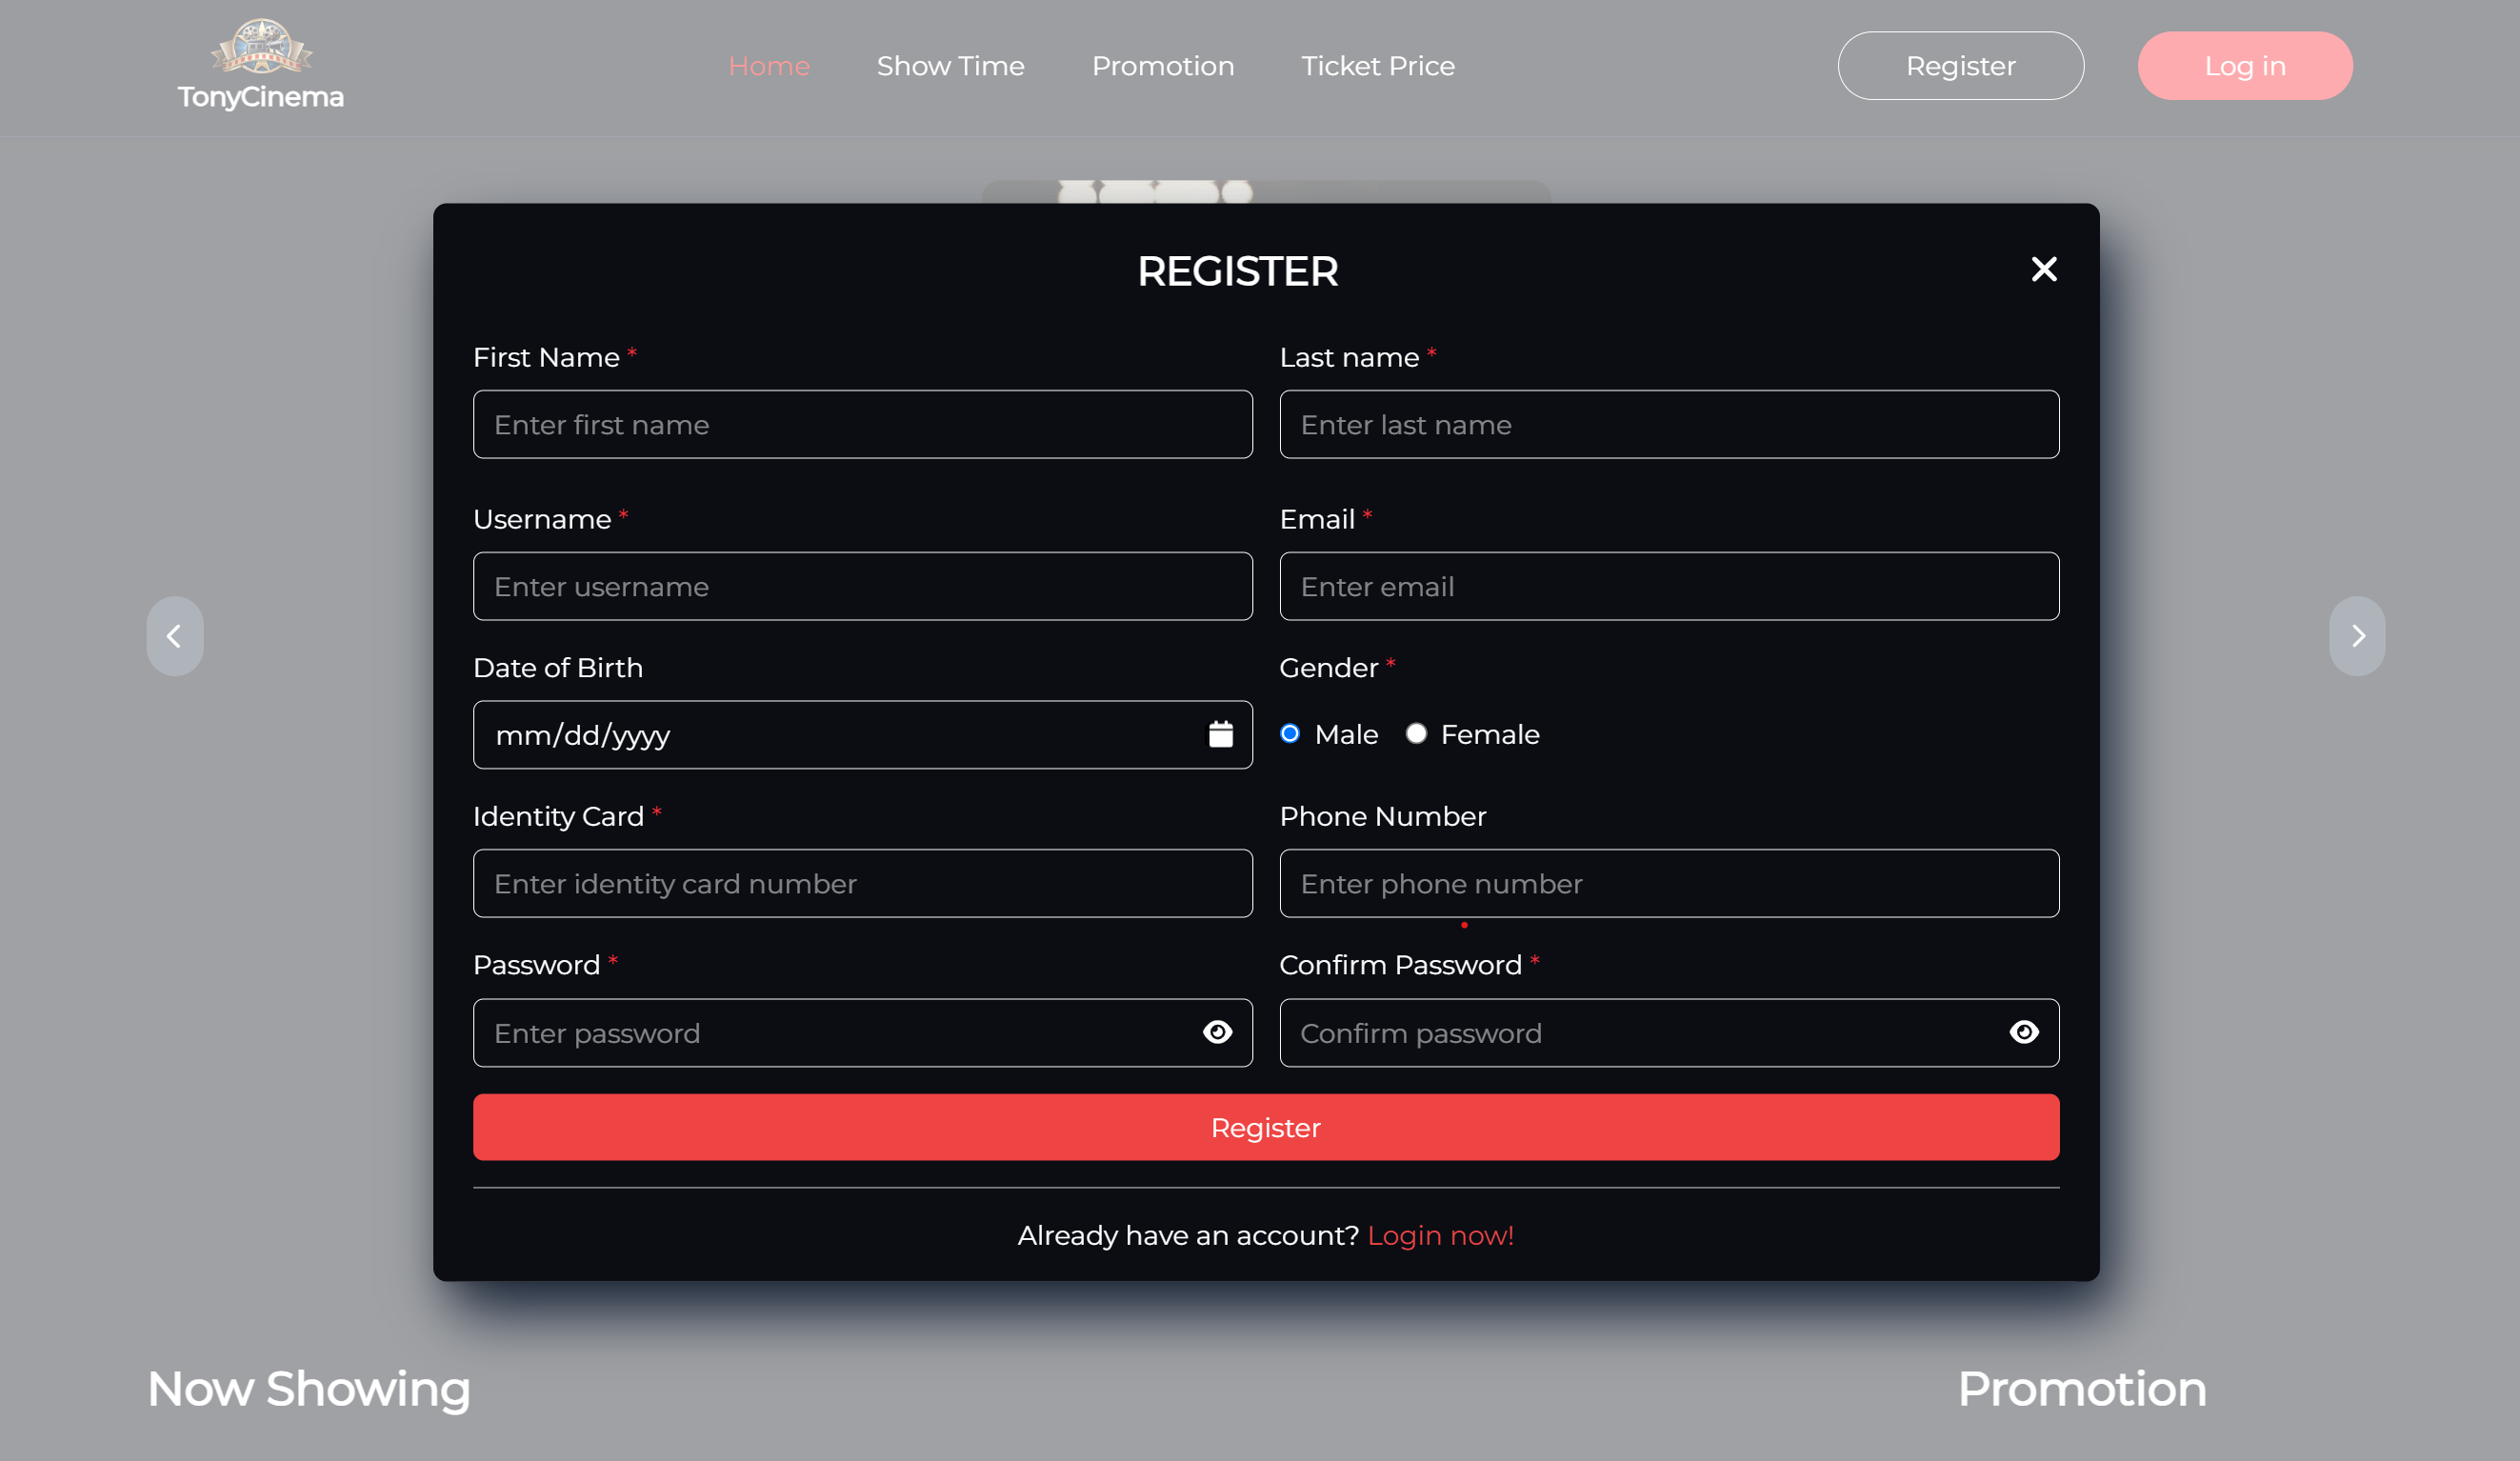 TonyCinema
Home Show Time Promotion Ticket Price Register Log in
REGISTER
First Name * Last name *
Enter first name Enter last name
Username * Email *
Enter username Enter email
Date of Birth Gender *
mm/dd/yyyy Male Female
Identity Card * Phone Number
Enter identity card number Enter phone number
Password * Confirm Password *
Enter password Confirm password
Register
Already have an account? Login now!
Now Showing Promotion